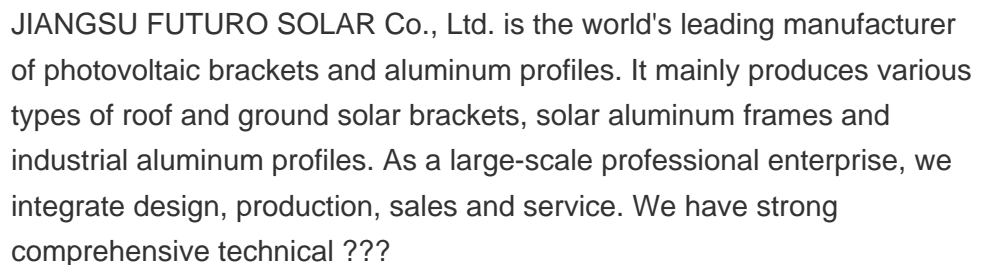 JIANGSU FUTURO SOLAR Co., Ltd. is the world's leading manufacturer
of photovoltaic brackets and aluminum profiles. It mainly produces various
types of roof and ground solar brackets, solar aluminum frames and
industrial aluminum profiles. As a large-scale professional enterprise, we
integrate design, production, sales and service. We have strong
comprehensive technical ???